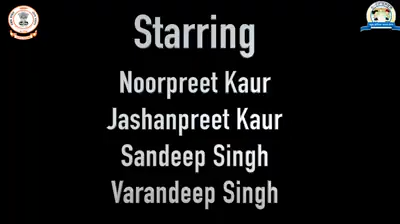 Starring
Noorpreet Kaur
Jashanpreet Kaur
Sandeep Singh
Varandeep Singh